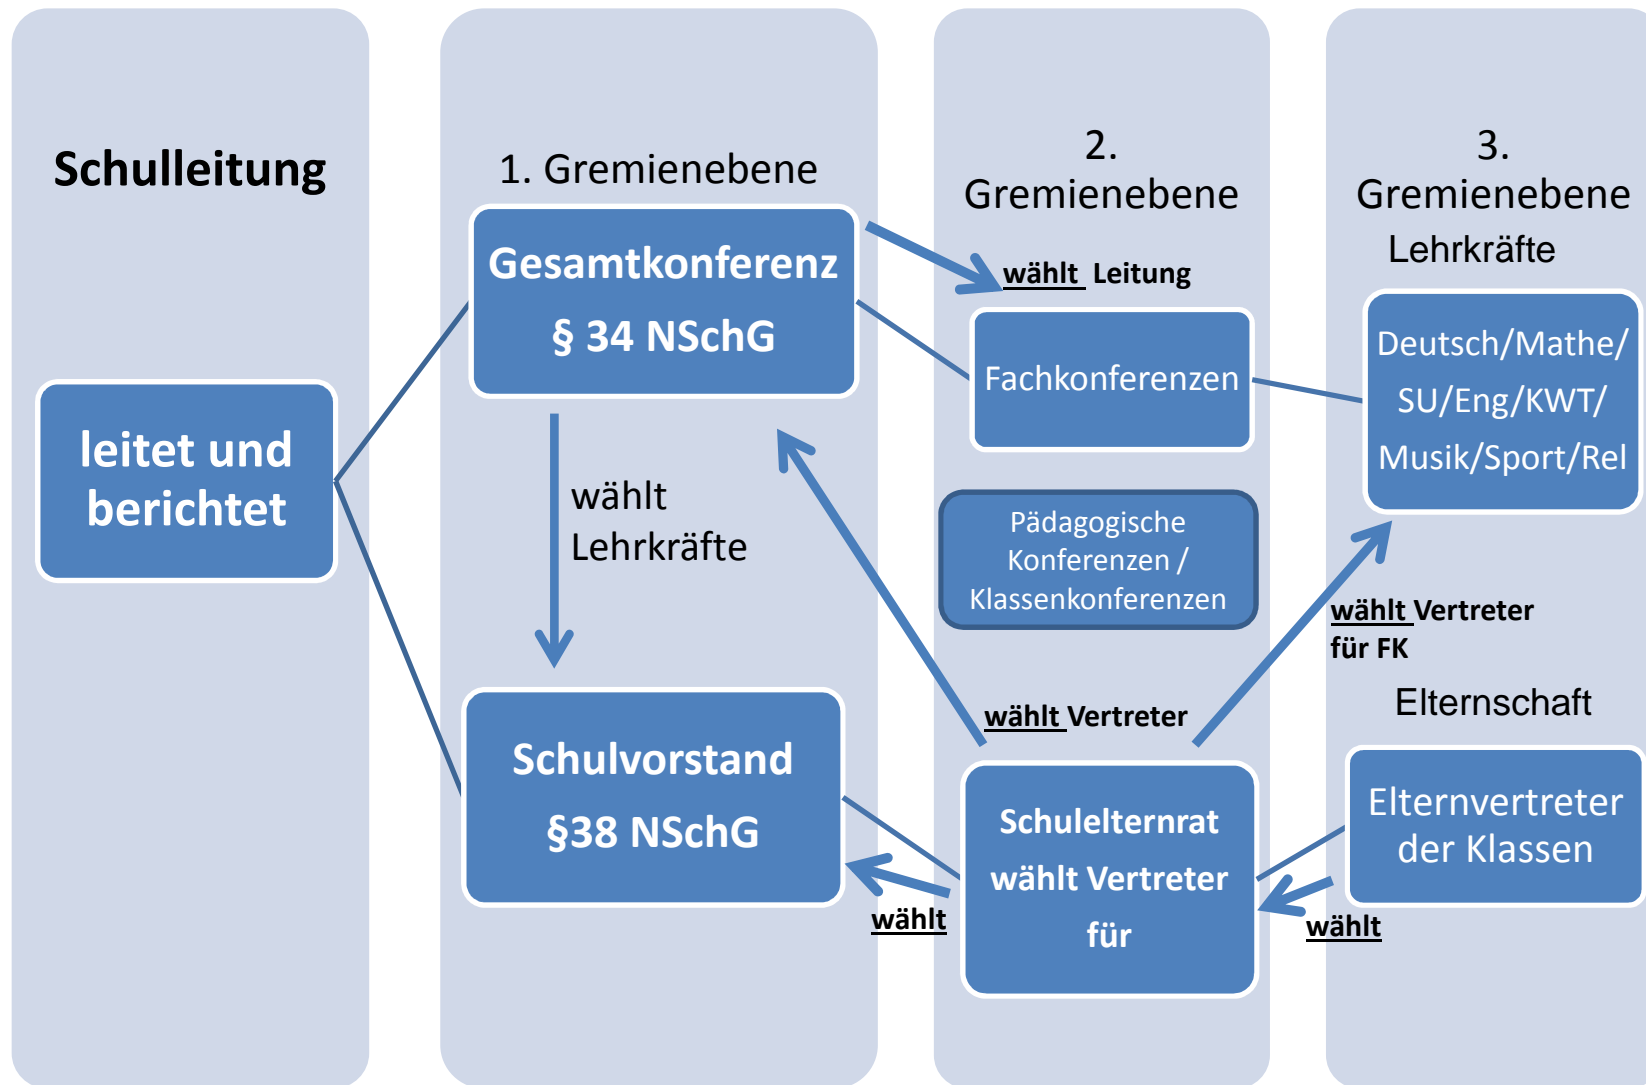 Schulleitung
leitet und
berichtet
1. Gremienebene
Gesamtkonferenz
§ 34 NSchG
wählt
Lehrkräfte
Schulvorstand
§38 NSchG
2.
Gremienebene
wählt Leitung
Fachkonferenzen
Pädagogische
Konferenzen /
Klassenkonferenzen
wählt Vertreter
Schulelternrat
wählt Vertreter
für
wählt
3.
Gremienebene
Lehrkräfte
Deutsch/Mathe/
SU/Eng/KWT/
Musik/Sport/Rel
wählt Vertreter
für FK
Elternschaft
Elternvertreter
der Klassen
wählt